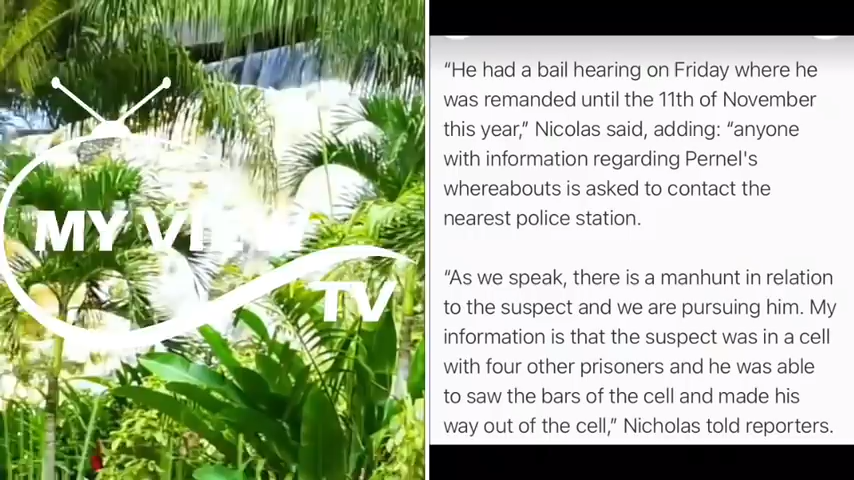 MY VIEW
TV
“He had a bail hearing on Friday where he
was remanded until the 11th of November
this year,” Nicolas said, adding: “anyone
with information regarding Pernel's
whereabouts is asked to contact the
nearest police station.
“As we speak, there is a manhunt in relation
to the suspect and we are pursuing him. My
information is that the suspect was in a cell
with four other prisoners and he was able
to saw the bars of the cell and made his
way out of the cell,” Nicholas told reporters.